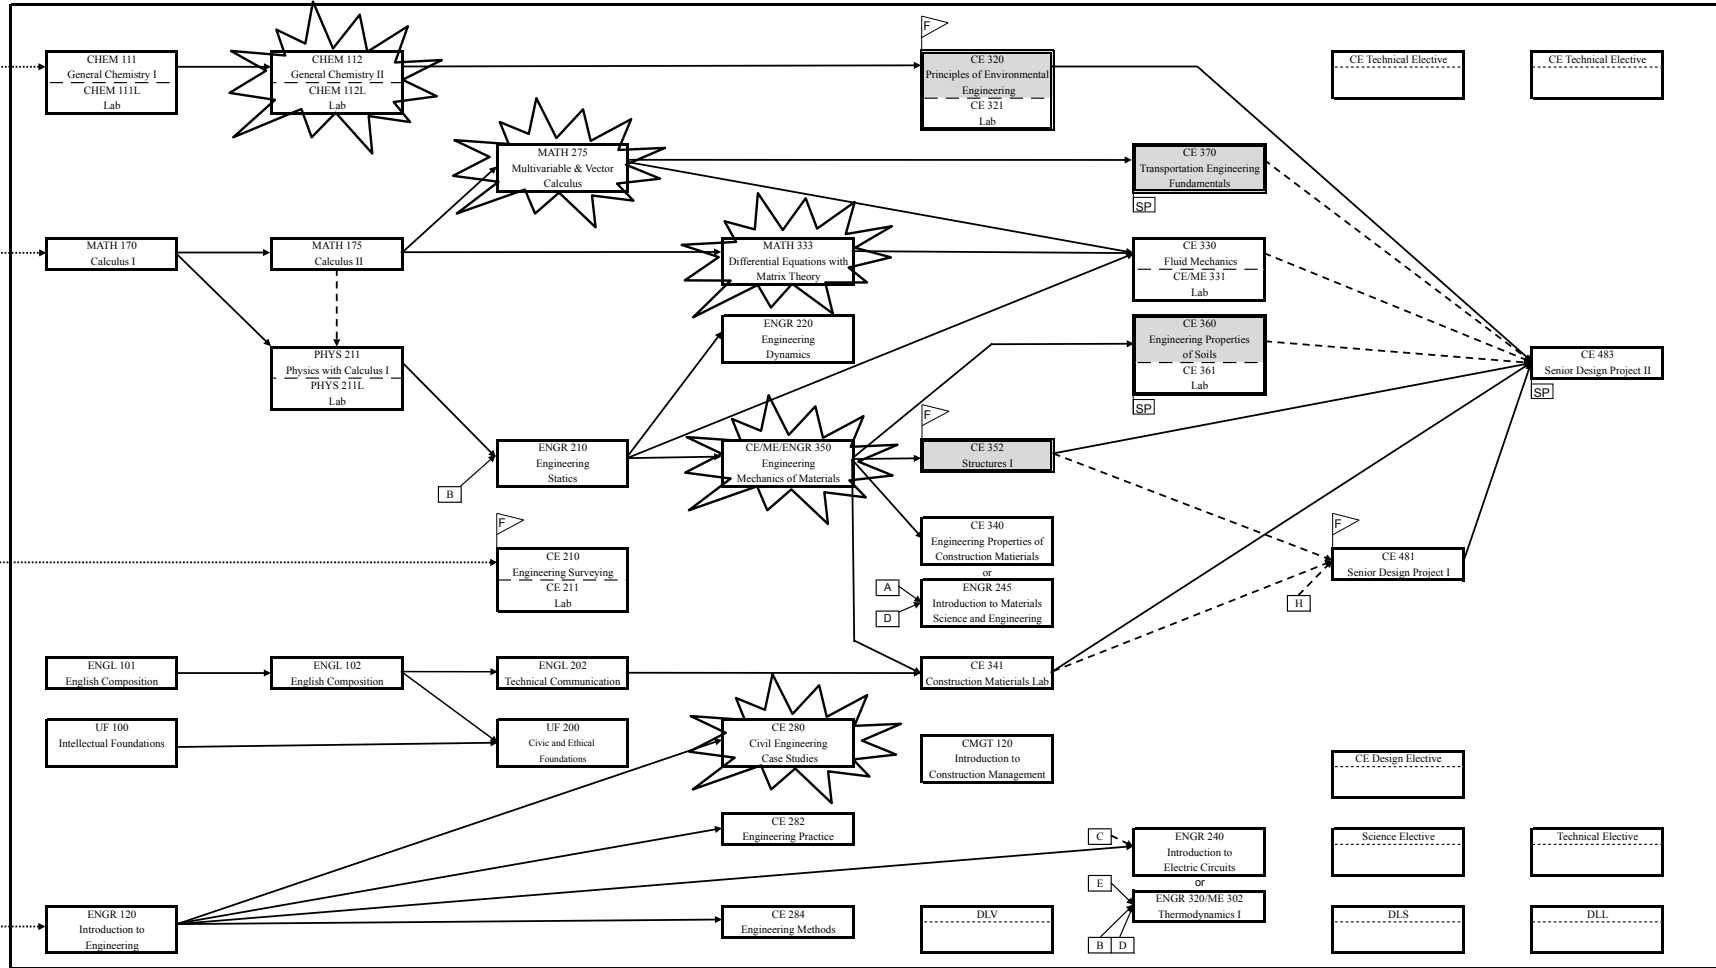 F
CHEM 111
General Chemistry I
CHEM 111L
Lab
CHEM 112
General Chemistry II
CHEM 112L
Lab
CE 320
Principles of Environmental
Engineering
CE 321
Lab
CE Technical Elective
CE Technical Elective
MATH 275
Multivariable & Vector
Calculus
CE 370
Transportation Engineering
Fundamentals
SP
MATH 170
Calculus I
MATH 175
Calculus II
MATH 333
Differential Equations with
Matrix Theory
CE 330
Fluid Mechanics
CE/ME 331
Lab
ENGR 220
Engineering
Dynamics
CE 360
Engineering Properties
of Soils
CE 361
Lab
SP
PHYS 211
Physics with Calculus I
PHYS 211L
Lab
CE 483
Senior Design Project II
SP
F
ENGR 210
Engineering
Statics
B
CE/ME/ENGR 350
Engineering
Mechanics of Materials
CE 352
Structures I
F
CE 210
Engineering Surveying
CE 211
Lab
CE 340
Engineering Properties of
Construction Materials
or
ENGR 245
Introduction to Materials
Science and Engineering
A
D
F
CE 481
Senior Design Project I
H
ENGL 101
English Composition
ENGL 102
English Composition
ENGL 202
Technical Communication
CE 341
Construction Matierials Lab
UF 100
Intellectual Foundations
UF 200
Civic and Ethical
Foundations
CE 280
Civil Engineering
Case Studies
CMGT 120
Introduction to
Construction Management
CE Design Elective
CE 282
Engineering Practice
C
ENGR 240
Introduction to
Electric Circuits
or
ENGR 320/ME 302
Thermodynamics I
E
B
D
Science Elective
Technical Elective
ENGR 120
Introduction to
Engineering
CE 284
Engineering Methods
DLV
DLS
DLL